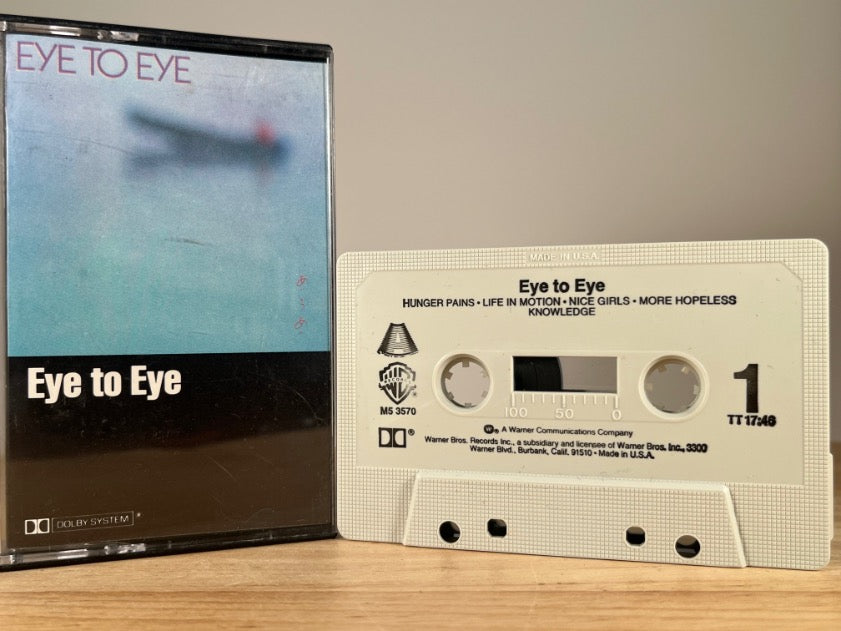 EYE TO EYE
Eye to Eye
DOLBY SYSTEM
MADE IN U.S.A.
Eye to Eye
HUNGER PAINS • LIFE IN MOTION • NICE GIRLS • MORE HOPELESS
KNOWLEDGE
M5 3570
100 50 0
1
TT 17:46
A Warner Communications Company
Warner Bros. Records Inc., a subsidiary and licensee of Warner Bros. Inc., 3300
Warner Blvd., Burbank, Calif. 91510 • Made in U.S.A.